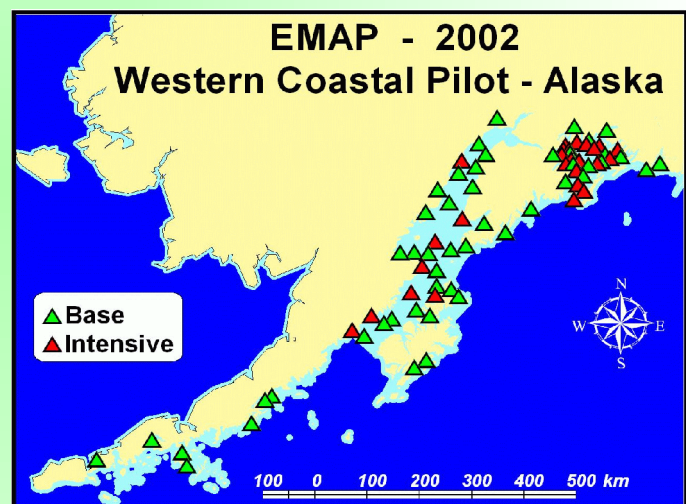 EMAP - 2002
Western Coastal Pilot - Alaska
Base
Intensive
N
W E
S
100 0 100 200 300 400 500 km